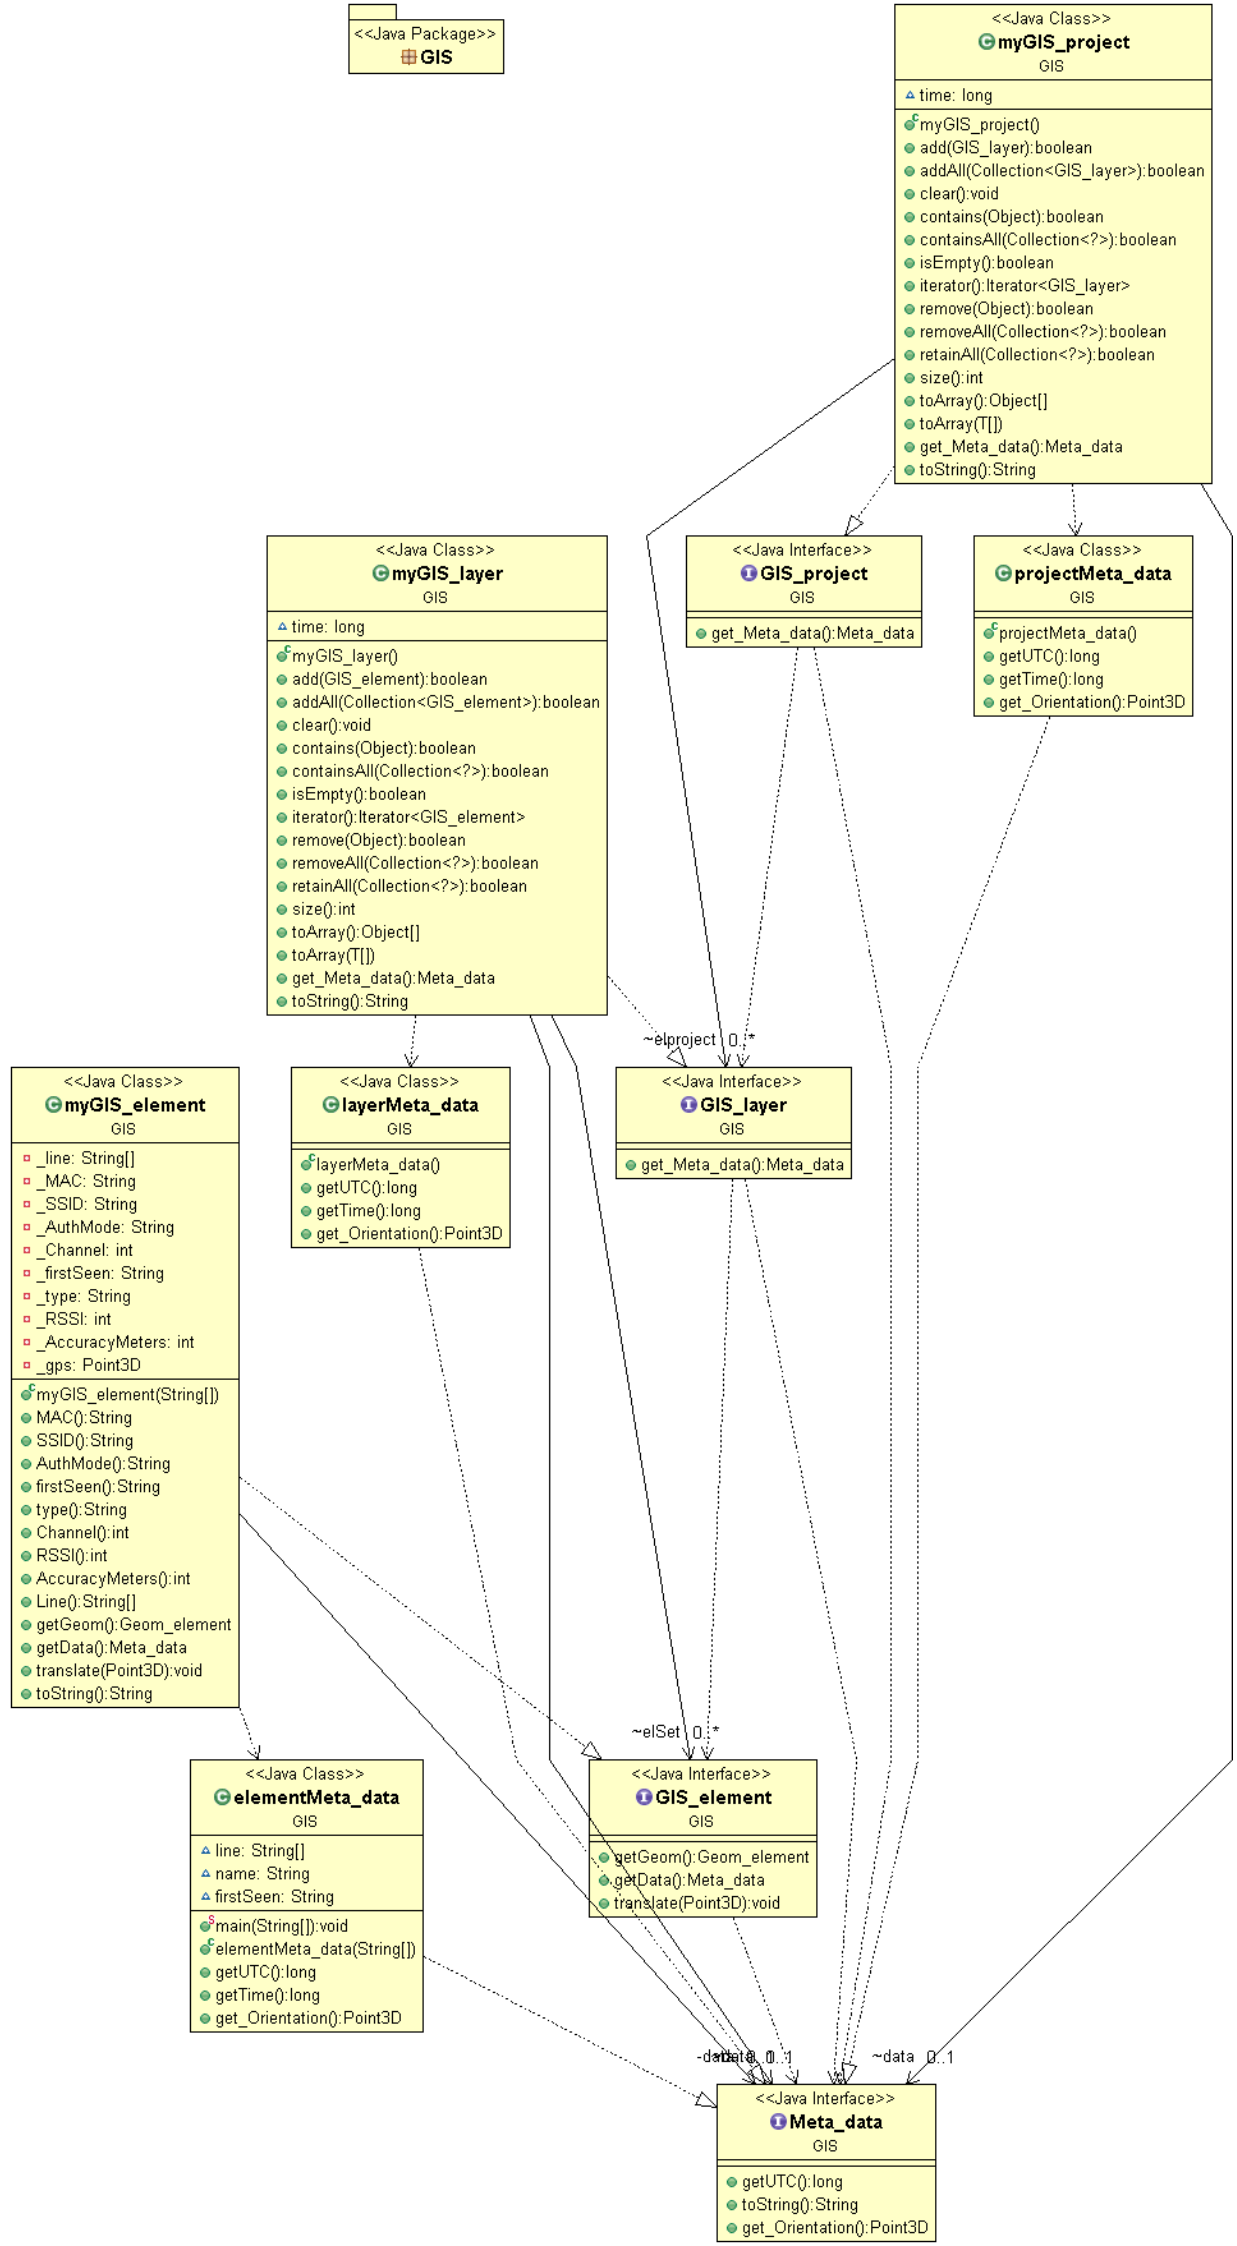 <<Java Package>>
GIS
<<Java Class>>
myGIS_project
GIS
time: long
myGIS_project()
add(GIS_layer):boolean
addAll(Collection<GIS_layer>):boolean
clear():void
contains(Object):boolean
containsAll(Collection<?>):boolean
isEmpty():boolean
iterator():Iterator<GIS_layer>
remove(Object):boolean
removeAll(Collection<?>):boolean
retainAll(Collection<?>):boolean
size():int
toArray():Object[]
toArray(T[])
get_Meta_data():Meta_data
toString():String
<<Java Class>>
myGIS_layer
GIS
time: long
myGIS_layer()
add(GIS_element):boolean
addAll(Collection<GIS_element>):boolean
clear():void
contains(Object):boolean
containsAll(Collection<?>):boolean
isEmpty():boolean
iterator():Iterator<GIS_element>
remove(Object):boolean
removeAll(Collection<?>):boolean
retainAll(Collection<?>):boolean
size():int
toArray():Object[]
toArray(T[])
get_Meta_data():Meta_data
toString():String
<<Java Interface>>
GIS_project
GIS
get_Meta_data():Meta_data
<<Java Class>>
projectMeta_data
GIS
projectMeta_data()
getUTC():long
getTime():long
get_Orientation():Point3D
~elproject 0..*
<<Java Class>>
myGIS_element
GIS
_line: String[]
_MAC: String
_SSID: String
_AuthMode: String
_Channel: int
_firstSeen: String
_type: String
_RSSI: int
_AccuracyMeters: int
_gps: Point3D
myGIS_element(String[])
MAC():String
SSID():String
AuthMode():String
firstSeen():String
type():String
Channel():int
RSSI():int
AccuracyMeters():int
Line():String[]
getGeom():Geom_element
getData():Meta_data
translate(Point3D):void
toString():String
<<Java Class>>
layerMeta_data
GIS
layerMeta_data()
getUTC():long
getTime():long
get_Orientation():Point3D
<<Java Interface>>
GIS_layer
GIS
get_Meta_data():Meta_data
~elSet 0..*
<<Java Class>>
elementMeta_data
GIS
line: String[]
name: String
firstSeen: String
main(String[]):void
elementMeta_data(String[])
getUTC():long
getTime():long
get_Orientation():Point3D
<<Java Interface>>
GIS_element
GIS
getGeom():Geom_element
getData():Meta_data
translate(Point3D):void
~data 0..1
<<Java Interface>>
Meta_data
GIS
getUTC():long
toString():String
get_Orientation():Point3D